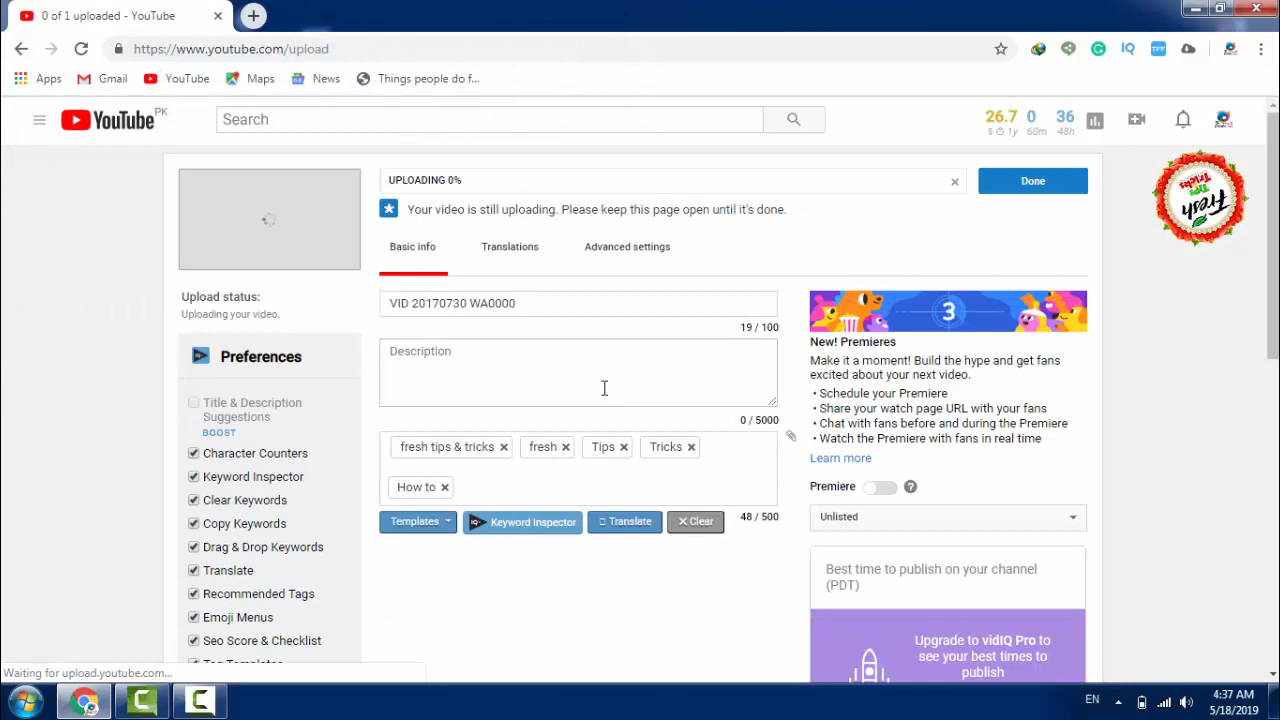 0 of 1 uploaded - YouTube
https://www.youtube.com/upload
IQ
Apps
Gmail
YouTube
Maps
News
Things people do f...
YouTube PK
Search
26.7 0 36
1y 60m 48h
UPLOADING 0%
Done
Your video is still uploading. Please keep this page open until it's done.
Basic info
Translations
Advanced settings
Fresh
TIPS
Tricks
Upload status:
Uploading your video.
VID 20170730 WA0000
19 / 100
3
New! Premieres
Make it a moment! Build the hype and get fans
excited about your next video.
• Schedule your Premiere
• Share your watch page URL with your fans
• Chat with fans before and during the Premiere
• Watch the Premiere with fans in real time
Learn more
Preferences
Title & Description
Suggestions
BOOST
Character Counters
Keyword Inspector
Clear Keywords
Copy Keywords
Drag & Drop Keywords
Translate
Recommended Tags
Emoji Menus
Seo Score & Checklist
Tag Templates
Description
0 / 5000
fresh tips & tricks
fresh
Tips
Tricks
How to
Templates
Keyword Inspector
Translate
Clear
48 / 500
Premiere
Unlisted
Best time to publish on your channel
(PDT)
Upgrade to vidIQ Pro to
see your best times to
publish
Waiting for upload.youtube.com...
EN
4:37 AM
5/18/2019